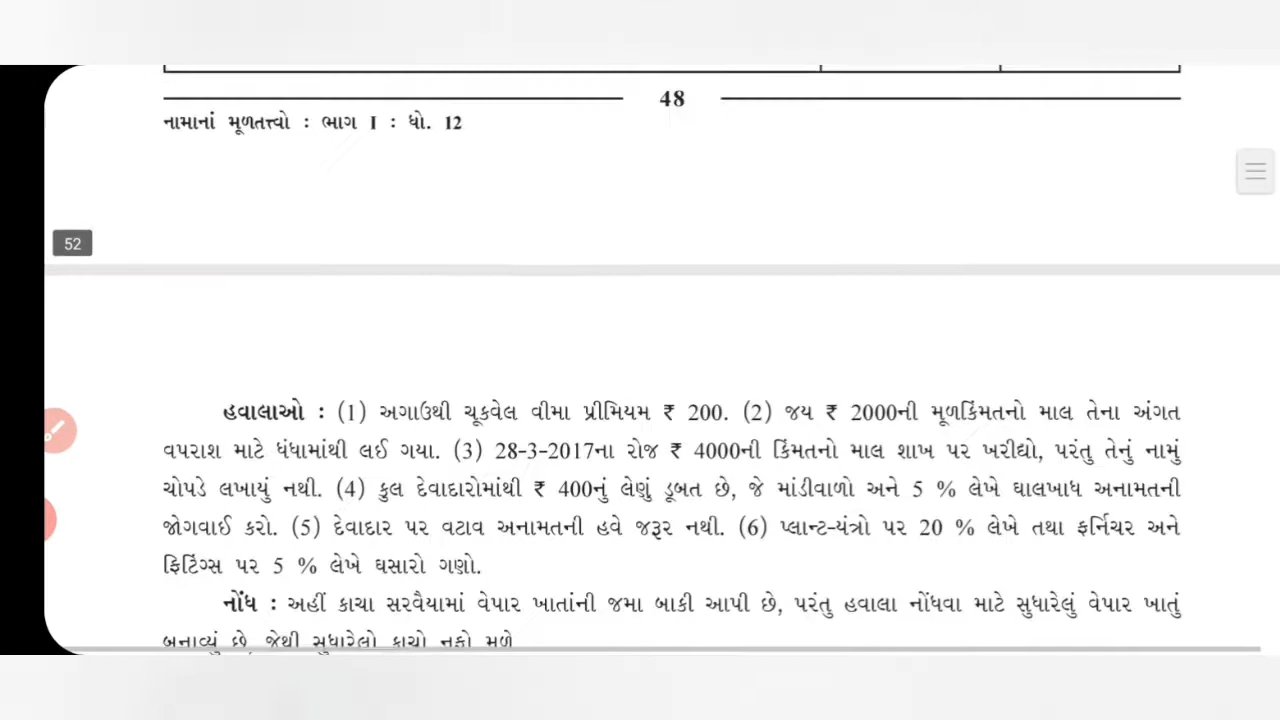 48
નામાનાં મૂળતત્ત્વો : ભાગ I : ધો. 12
52
હવાલાઓ : (1) અગાઉથી ચૂકવેલ વીમા પ્રીમિયમ ₹ 200. (2) જય ₹ 2000ની મૂળકિંમતનો માલ તેના અંગત
વપરાશ માટે ધંધામાંથી લઈ ગયા. (3) 28-3-2017ના રોજ ₹ 4000ની કિંમતનો માલ શાખ પર ખરીદ્યો, પરંતુ તેનું નામું
ચોપડે લખાયું નથી. (4) કુલ દેવાદારોમાંથી ₹ 400નું લેણું ડૂબત છે, જે માંડીવાળો અને 5 % લેખે ઘાલખાધ અનામતની
જોગવાઈ કરો. (5) દેવાદાર પર વટાવ અનામતની હવે જરૂર નથી. (6) પ્લાન્ટ-યંત્રો પર 20 % લેખે તથા ફર્નિચર અને
ફિટિંગ્સ પર 5 % લેખે ઘસારો ગણો.
નોંધ : અહીં કાચા સરવૈયામાં વેપાર ખાતાંની જમા બાકી આપી છે, પરંતુ હવાલા નોંધવા માટે સુધારેલું વેપાર ખાતું
બનાવ્યું છે, જેથી સુધારેલો કાચો નફો મળે